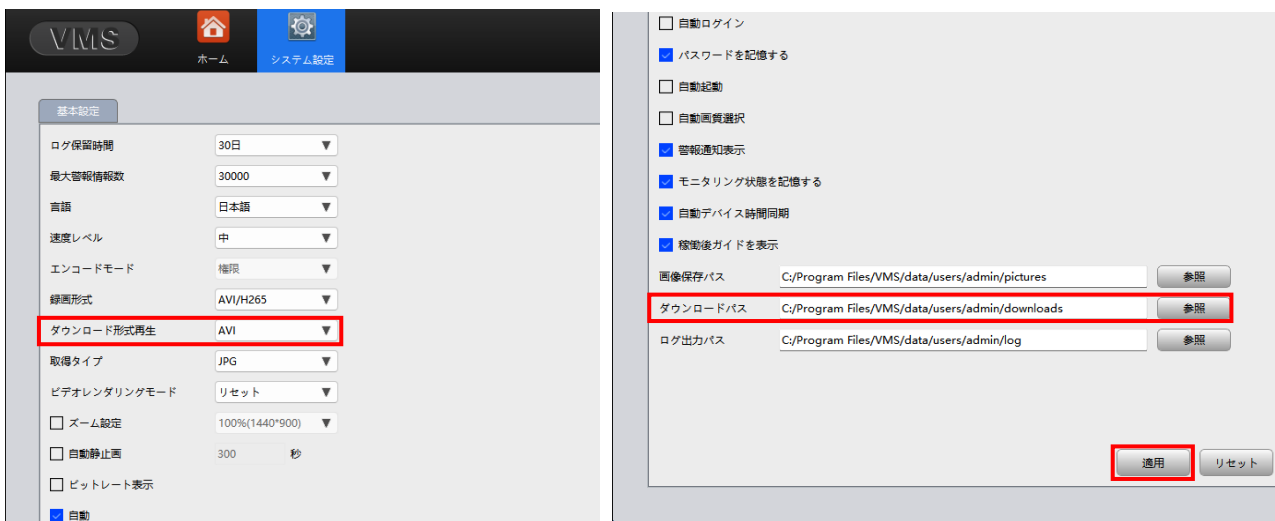 VMS
ホーム
システム設定
基本設定
ログ保留時間 30日
最大警報情報数 30000
言語 日本語
速度レベル 中
エンコードモード 権限
録画形式 AVI/H265
ダウンロード形式再生 AVI
取得タイプ JPG
ビデオレンダリングモード リセット
ズーム設定 100%(1440*900)
自動静止画 300 秒
ビットレート表示
自動
自動ログイン
パスワードを記憶する
自動起動
自動画質選択
警報通知表示
モニタリング状態を記憶する
自動デバイス時間同期
稼働後ガイドを表示
画像保存パス C:/Program Files/VMS/data/users/admin/pictures 参照
ダウンロードパス C:/Program Files/VMS/data/users/admin/downloads 参照
ログ出力パス C:/Program Files/VMS/data/users/admin/log 参照
適用 リセット